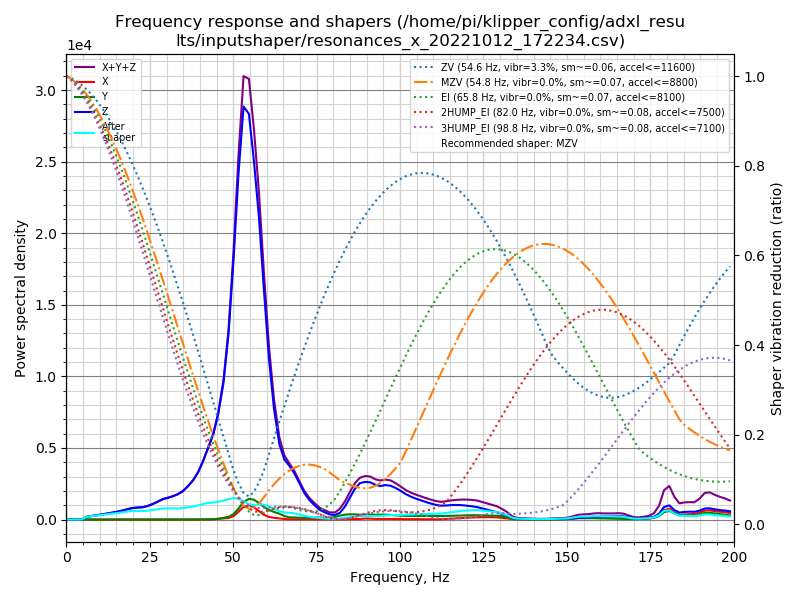 Frequency response and shapers (/home/pi/klipper_config/adxl_resu
lts/inputshaper/resonances_x_20221012_172234.csv)
1e4
X+Y+Z
X
Y
Z
After
shaper
ZV (54.6 Hz, vibr=3.3%, sm~=0.06, accel<=11600)
MZV (54.8 Hz, vibr=0.0%, sm~=0.07, accel<=8800)
EI (65.8 Hz, vibr=0.0%, sm~=0.07, accel<=8100)
2HUMP_EI (82.0 Hz, vibr=0.0%, sm~=0.08, accel<=7500)
3HUMP_EI (98.8 Hz, vibr=0.0%, sm~=0.08, accel<=7100)
Recommended shaper: MZV
Power spectral density
3.0
2.5
2.0
1.5
1.0
0.5
0.0
1.0
0.8
0.6
0.4
0.2
0.0
Shaper vibration reduction (ratio)
0 25 50 75 100 125 150 175 200
Frequency, Hz